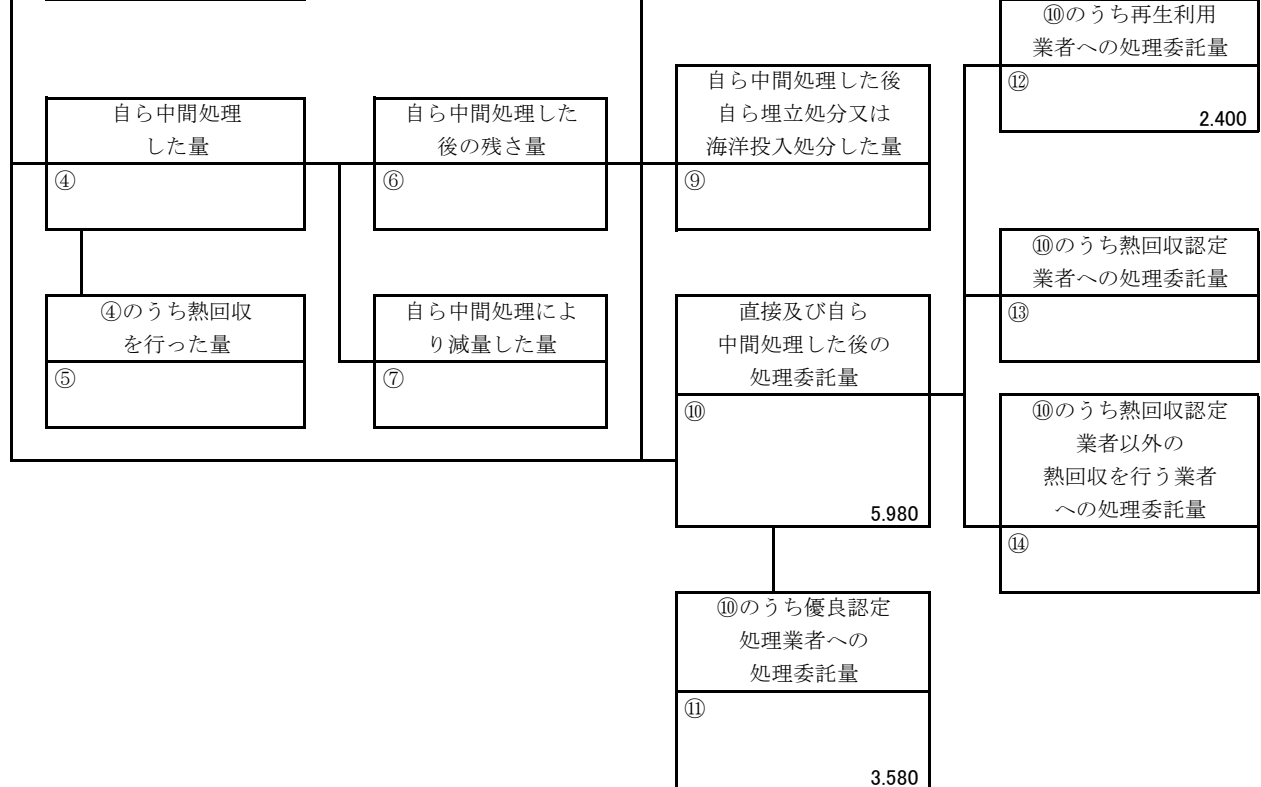 ⑩のうち再生利用
業者への処理委託量
⑫
2.400
自ら中間処理
した量
④
自ら中間処理した
後の残さ量
⑥
自ら中間処理した後
自ら埋立処分又は
海洋投入処分した量
⑨
⑩のうち熱回収認定
業者への処理委託量
⑬
④のうち熱回収
を行った量
⑤
自ら中間処理によ
り減量した量
⑦
直接及び自ら
中間処理した後の
処理委託量
⑩
5.980
⑩のうち熱回収認定
業者以外の
熱回収を行う業者
への処理委託量
⑭
⑩のうち優良認定
処理業者への
処理委託量
⑪
3.580